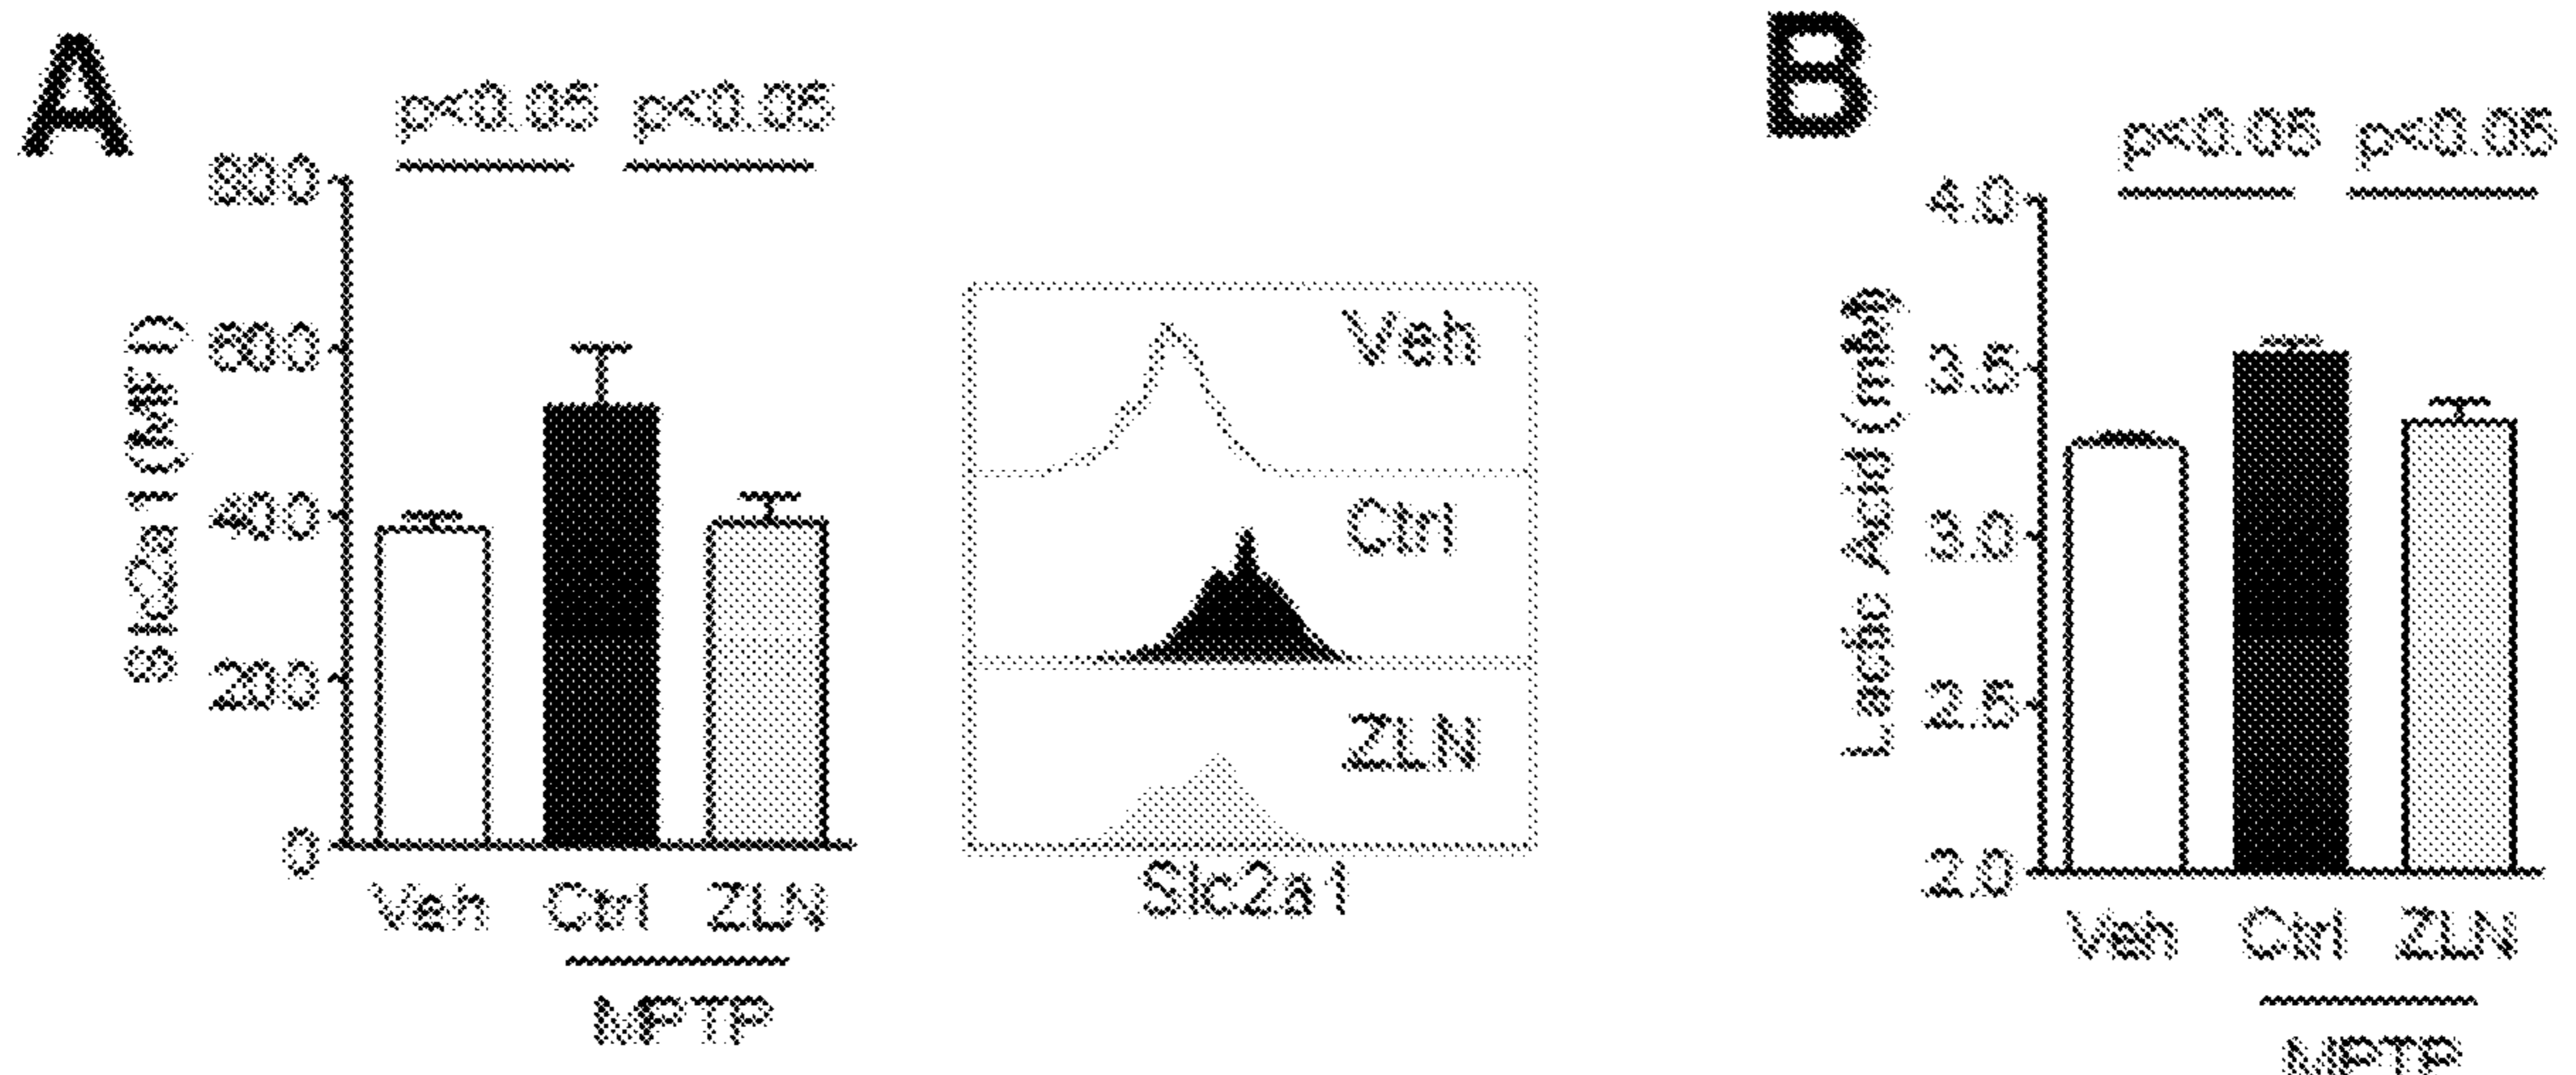 A
p<0.05 p<0.05
800
600
400
200
0
Slc2a1 (MFI)
Veh Ctrl ZLN
MPTP
Veh
Ctrl
ZLN
Slc2a1
B
p<0.05 p<0.05
4.0
3.5
3.0
2.5
2.0
Lactic Acid (mM)
Veh Ctrl ZLN
MPTP